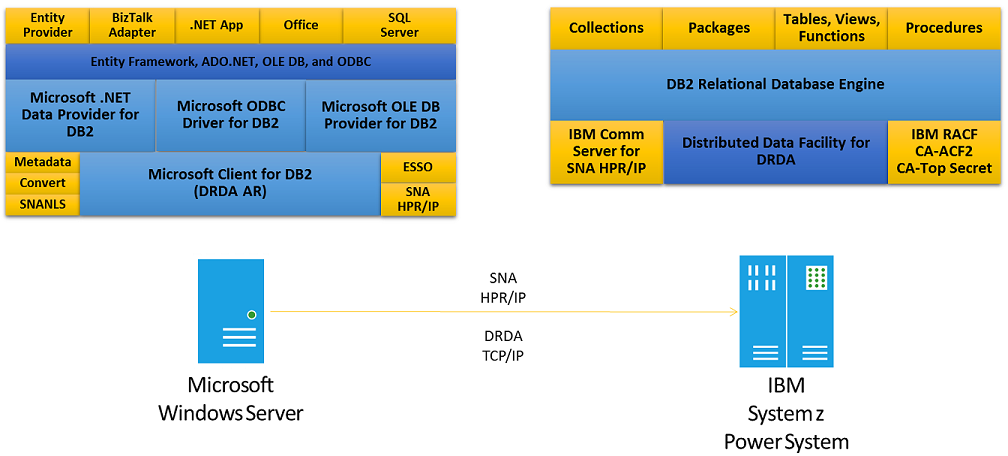 Entity
Provider
BizTalk
Adapter
.NET App
Office
SQL
Server
Entity Framework, ADO.NET, OLE DB, and ODBC
Microsoft .NET
Data Provider for
DB2
Microsoft ODBC
Driver for DB2
Microsoft OLE DB
Provider for DB2
Metadata
Convert
SNANLS
Microsoft Client for DB2
(DRDA AR)
ESSO
SNA
HPR/IP
Collections
Packages
Tables, Views,
Functions
Procedures
DB2 Relational Database Engine
IBM Comm
Server for
SNA HPR/IP
Distributed Data Facility for
DRDA
IBM RACF
CA-ACF2
CA-Top Secret
SNA
HPR/IP
DRDA
TCP/IP
Microsoft
Windows Server
IBM
System z
Power System